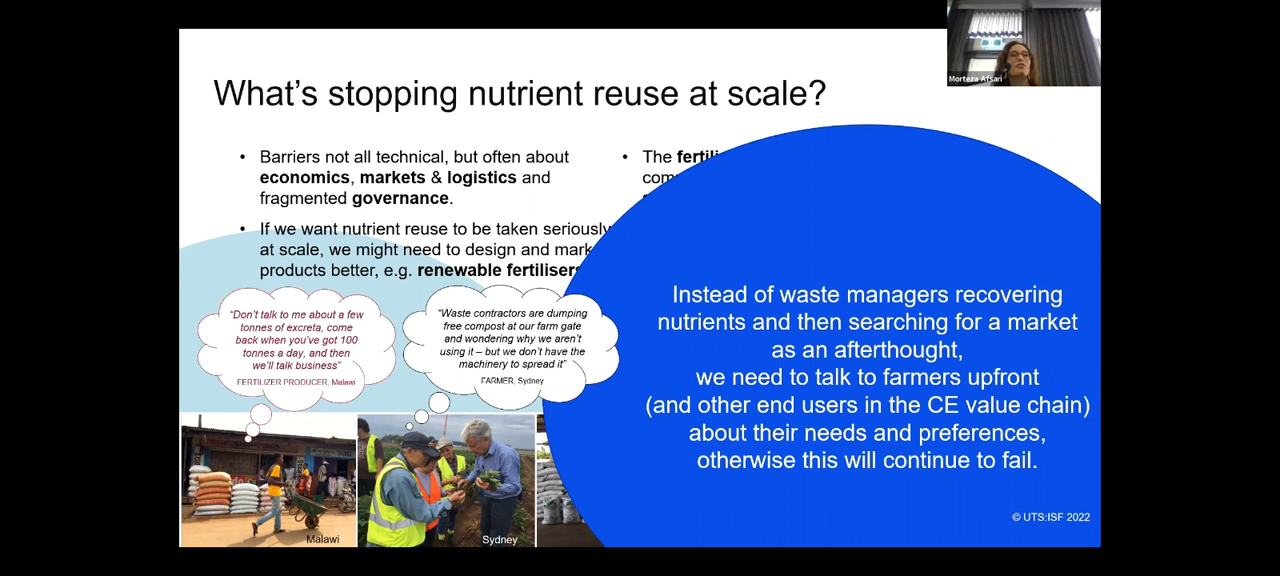 Morteza Afsari
What's stopping nutrient reuse at scale?
• Barriers not all technical, but often about
economics, markets & logistics and
fragmented governance.
• If we want nutrient reuse to be taken seriously
at scale, we might need to design and mark
products better, e.g. renewable fertilisers
• The fertili
com
"Don't talk to me about a few
tonnes of excreta, come
back when you've got 100
tonnes a day, and then
we'll talk business"
FERTILIZER PRODUCER, Malawi
"Waste contractors are dumping
free compost at our farm gate
and wondering why we aren't
using it – but we don't have the
machinery to spread it"
FARMER, Sydney
Instead of waste managers recovering
nutrients and then searching for a market
as an afterthought,
we need to talk to farmers upfront
(and other end users in the CE value chain)
about their needs and preferences,
otherwise this will continue to fail.
Malawi
Sydney
© UTS:ISF 2022